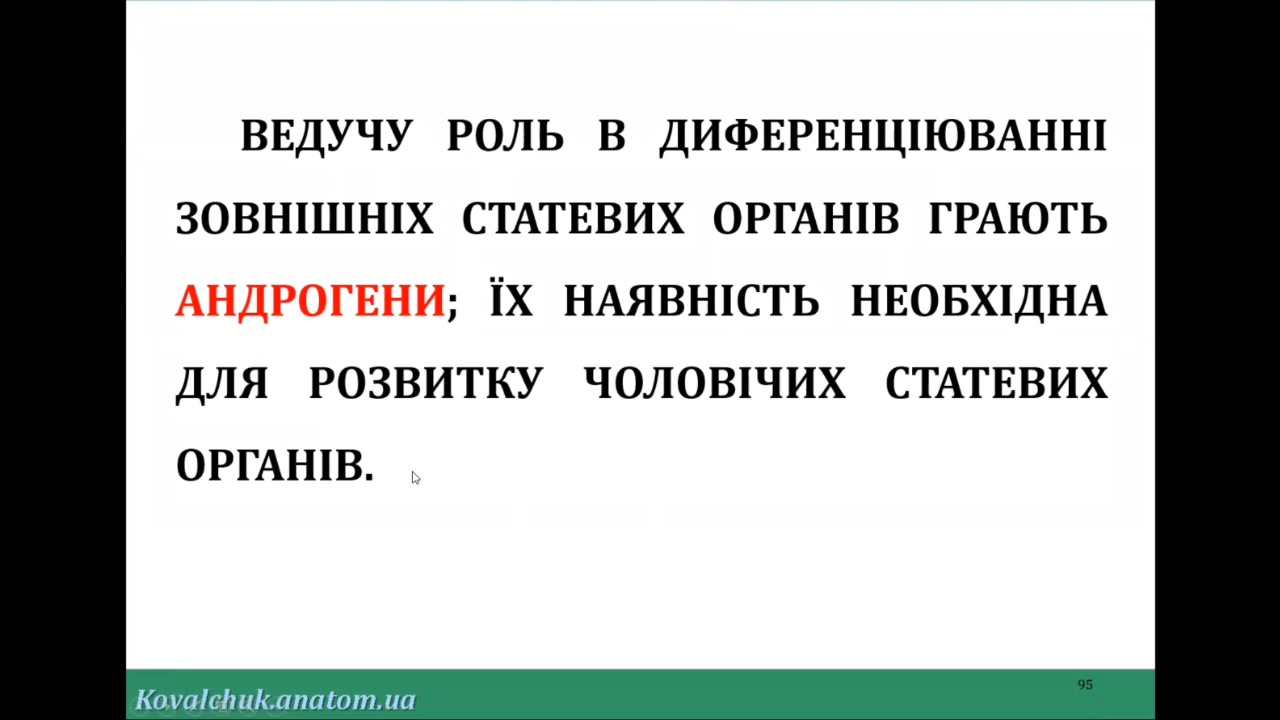 ВЕДУЧУ РОЛЬ В ДИФЕРЕНЦІЮВАННІ
ЗОВНІШНІХ СТАТЕВИХ ОРГАНІВ ГРАЮТЬ
АНДРОГЕНИ; ЇХ НАЯВНІСТЬ НЕОБХІДНА
ДЛЯ РОЗВИТКУ ЧОЛОВІЧИХ СТАТЕВИХ
ОРГАНІВ.
95
Kovalchuk.anatom.ua